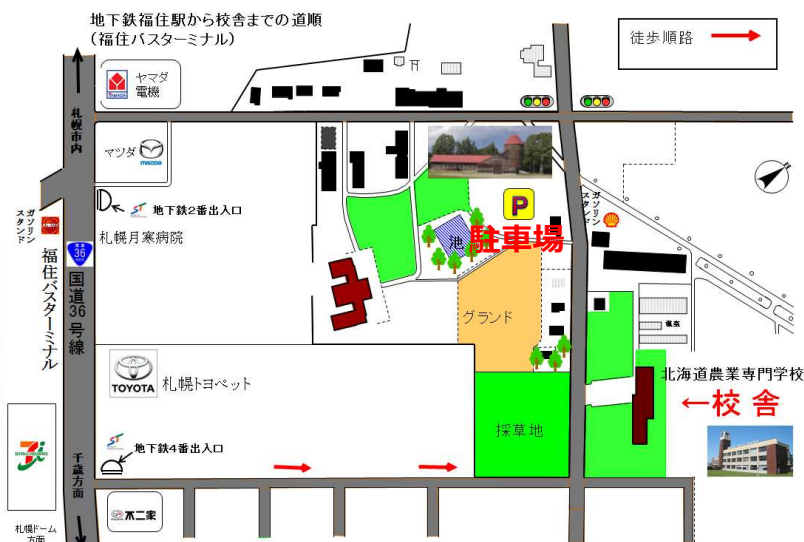 地下鉄福住駅から校舎までの道順
(福住バスターミナル)
徒歩順路
ヤマダ
電機
YAMADA
札幌市内
マツダ
mazda
地下鉄2番出入口
札幌月寒病院
ガソリン
スタンド
国道36号線
36
福住バスターミナル
TOYOTA
札幌トヨペット
地下鉄4番出入口
千歳方面
不二家
札幌ドーム
方面
P
駐車場
池
グランド
採草地
ガソリン
スタンド
温室
北海道農業専門学校
←校舎